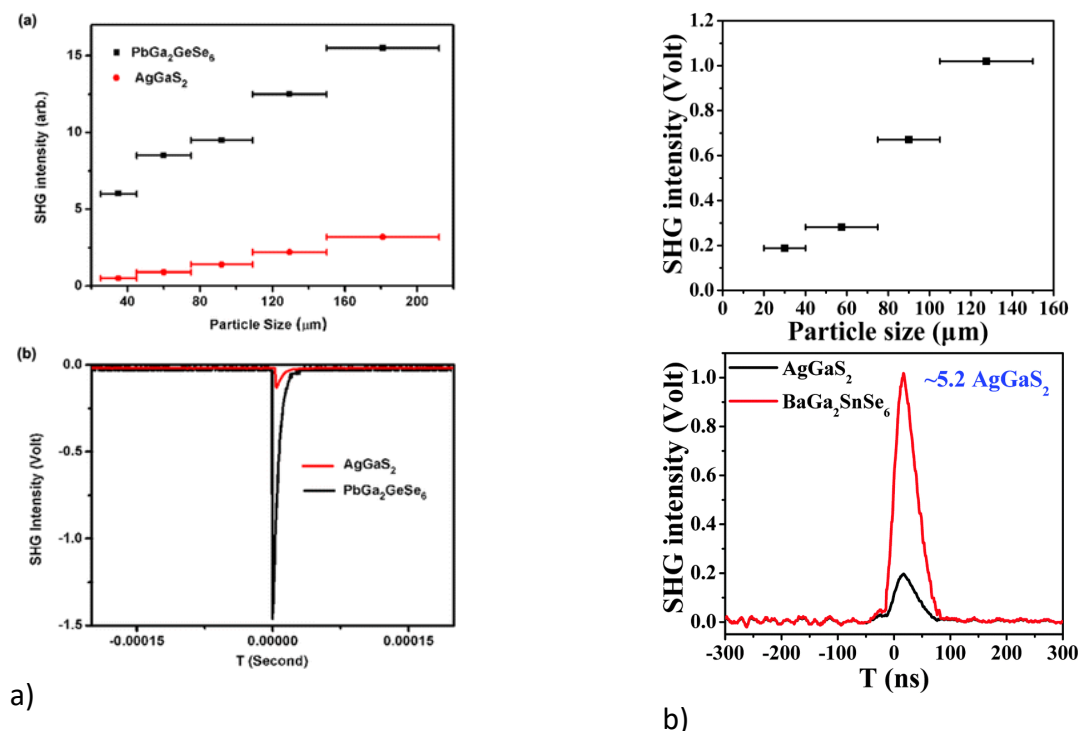 (a)
PbGa₂GeSe₆
AgGaS₂
SHG intensity (arb.)
15
10
5
0
40 80 120 160 200
Particle Size (μm)
(b)
SHG Intensity (Volt)
0.0
-0.5
-1.0
-1.5
AgGaS₂
PbGa₂GeSe₆
-0.00015 0.00000 0.00015
T (Second)
a)
SHG intensity (Volt)
1.2
1.0
0.8
0.6
0.4
0.2
0.0
0 20 40 60 80 100 120 140 160
Particle size (μm)
SHG intensity (Volt)
1.0
0.8
0.6
0.4
0.2
0.0
AgGaS₂
BaGa₂SnSe₆
~5.2 AgGaS₂
-300 -200 -100 0 100 200 300
T (ns)
b)